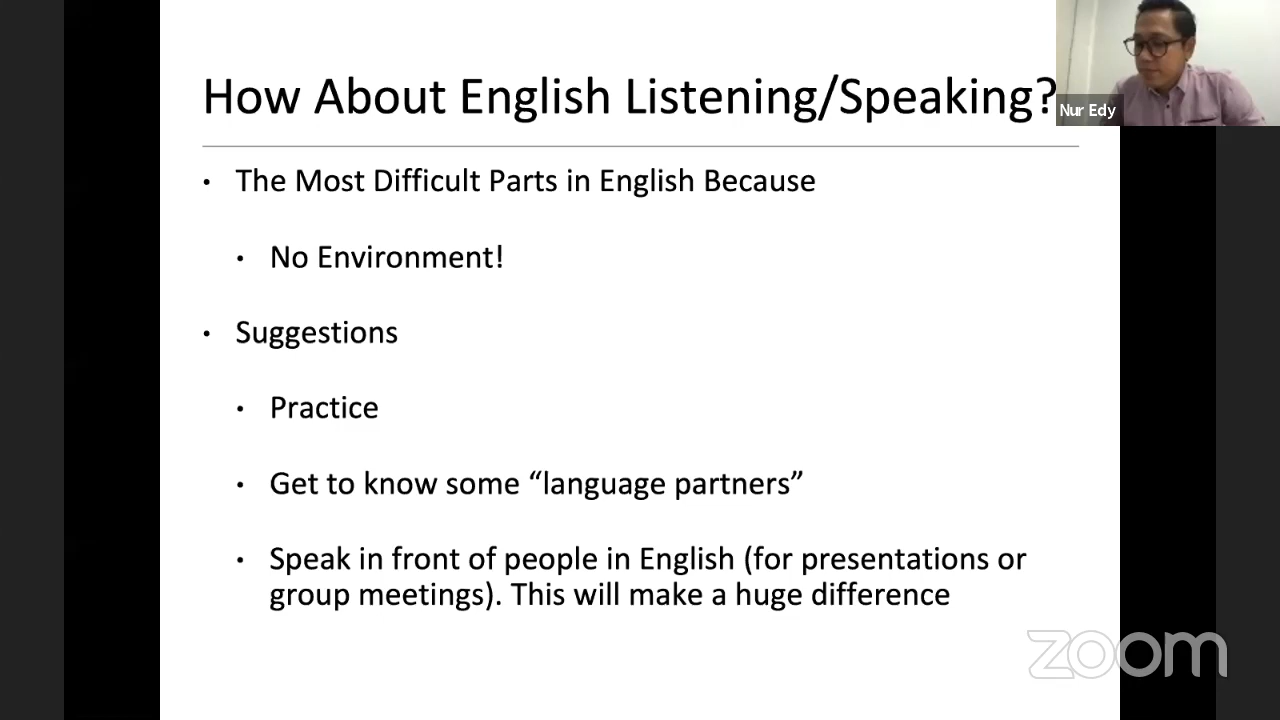 How About English Listening/Speaking?
Nur Edy
• The Most Difficult Parts in English Because
• No Environment!
• Suggestions
• Practice
• Get to know some “language partners”
• Speak in front of people in English (for presentations or
group meetings). This will make a huge difference
zoom